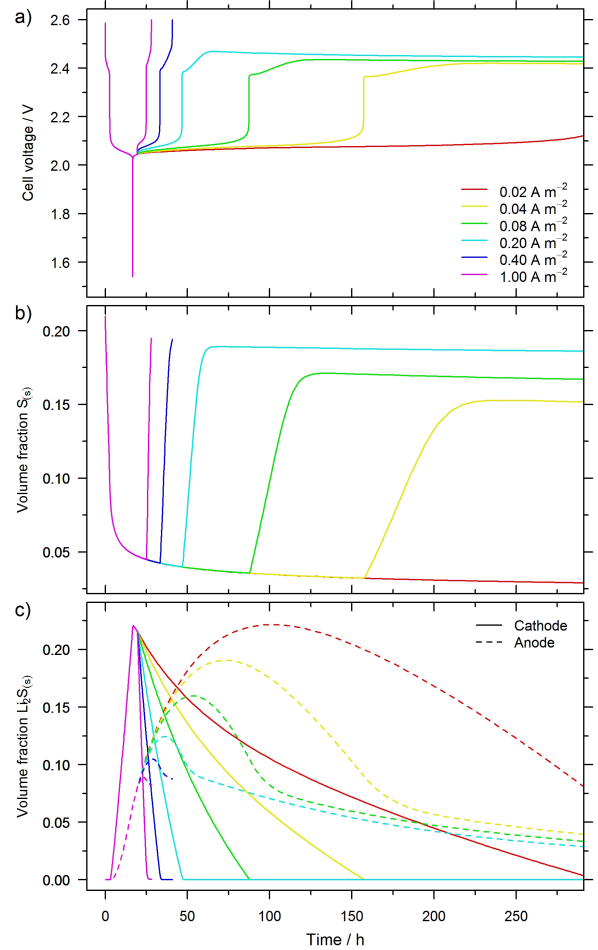 a)
2.6
2.4
2.2
2.0
1.8
1.6
Cell voltage / V
0.02 A m−2
0.04 A m−2
0.08 A m−2
0.20 A m−2
0.40 A m−2
1.00 A m−2
b)
0.20
0.15
0.10
0.05
Volume fraction S(s)
c)
Cathode
Anode
0.20
0.15
0.10
0.05
0.00
Volume fraction Li2S(s)
0 50 100 150 200 250
Time / h